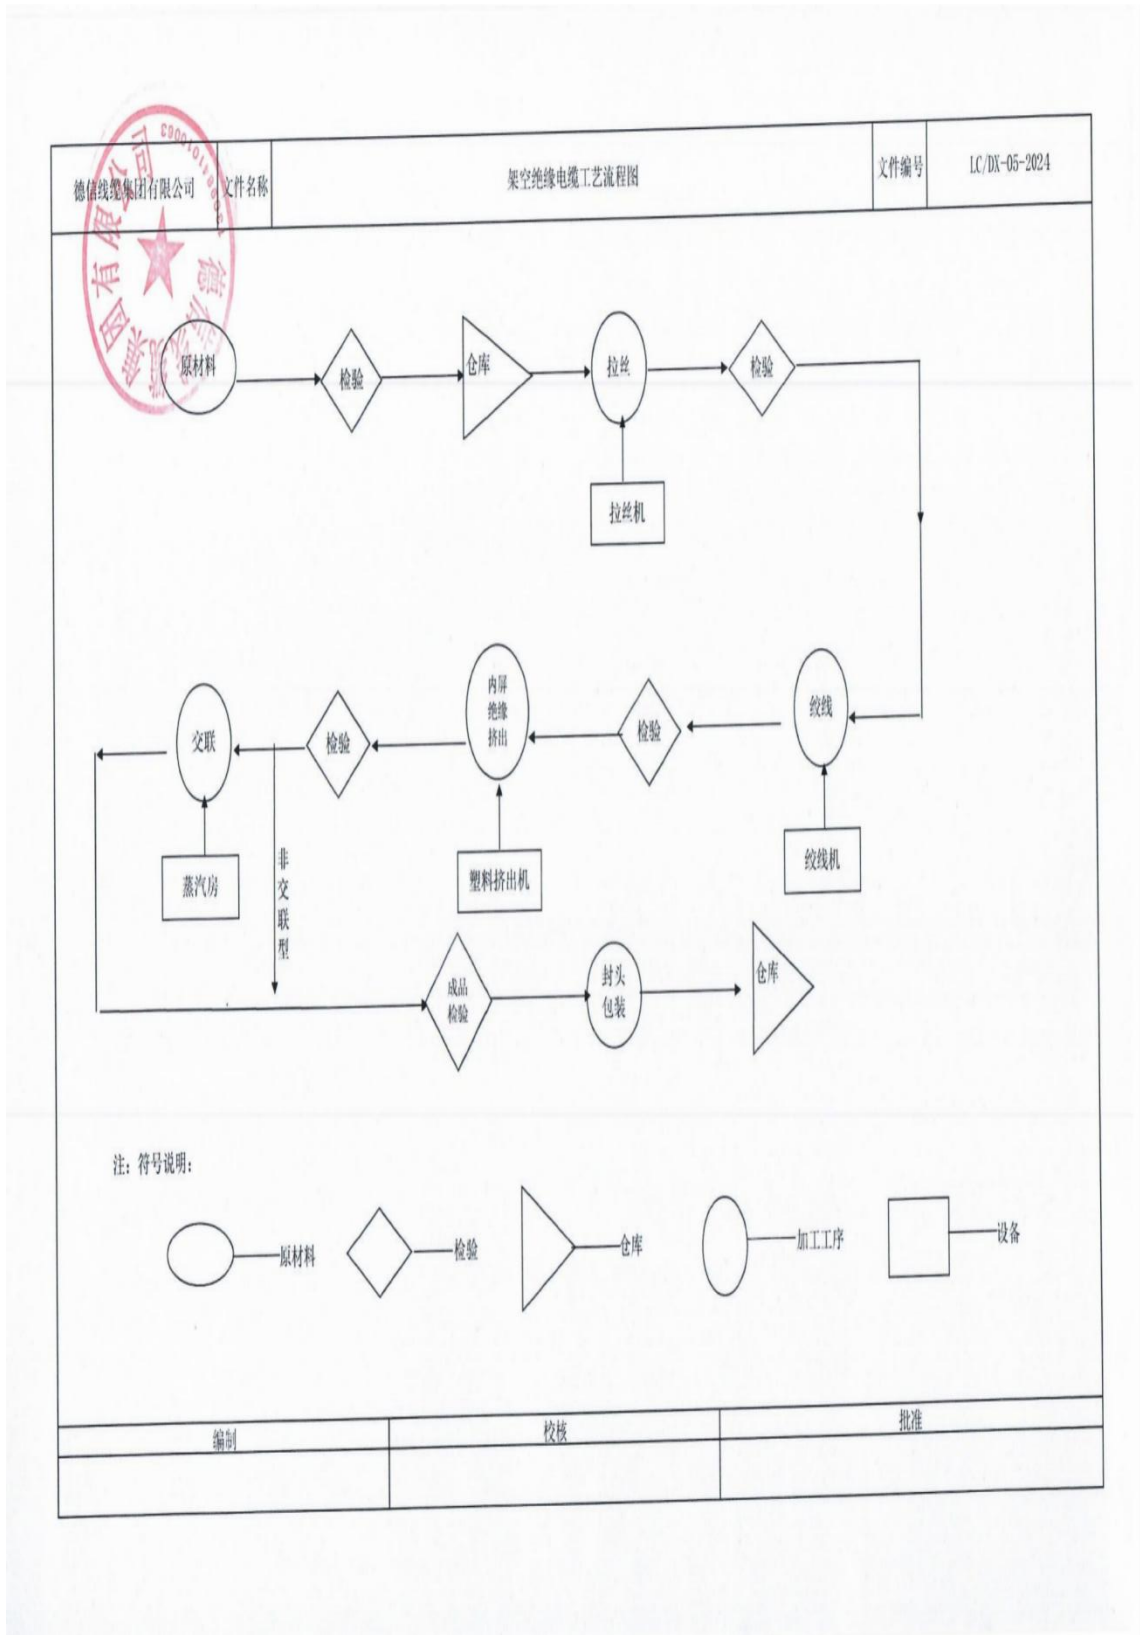 德信线缆集团有限公司
文件名称
架空绝缘电缆工艺流程图
文件编号
LC/DX-05-2024
原材料
检验
仓库
拉丝
检验
拉丝机
绞线
检验
内屏
绝缘
挤出
检验
交联
绞线机
塑料挤出机
蒸汽房
非
交
联
型
成品
检验
封头
包装
仓库
注：符号说明：
原材料
检验
仓库
加工工序
设备
编制
校核
批准